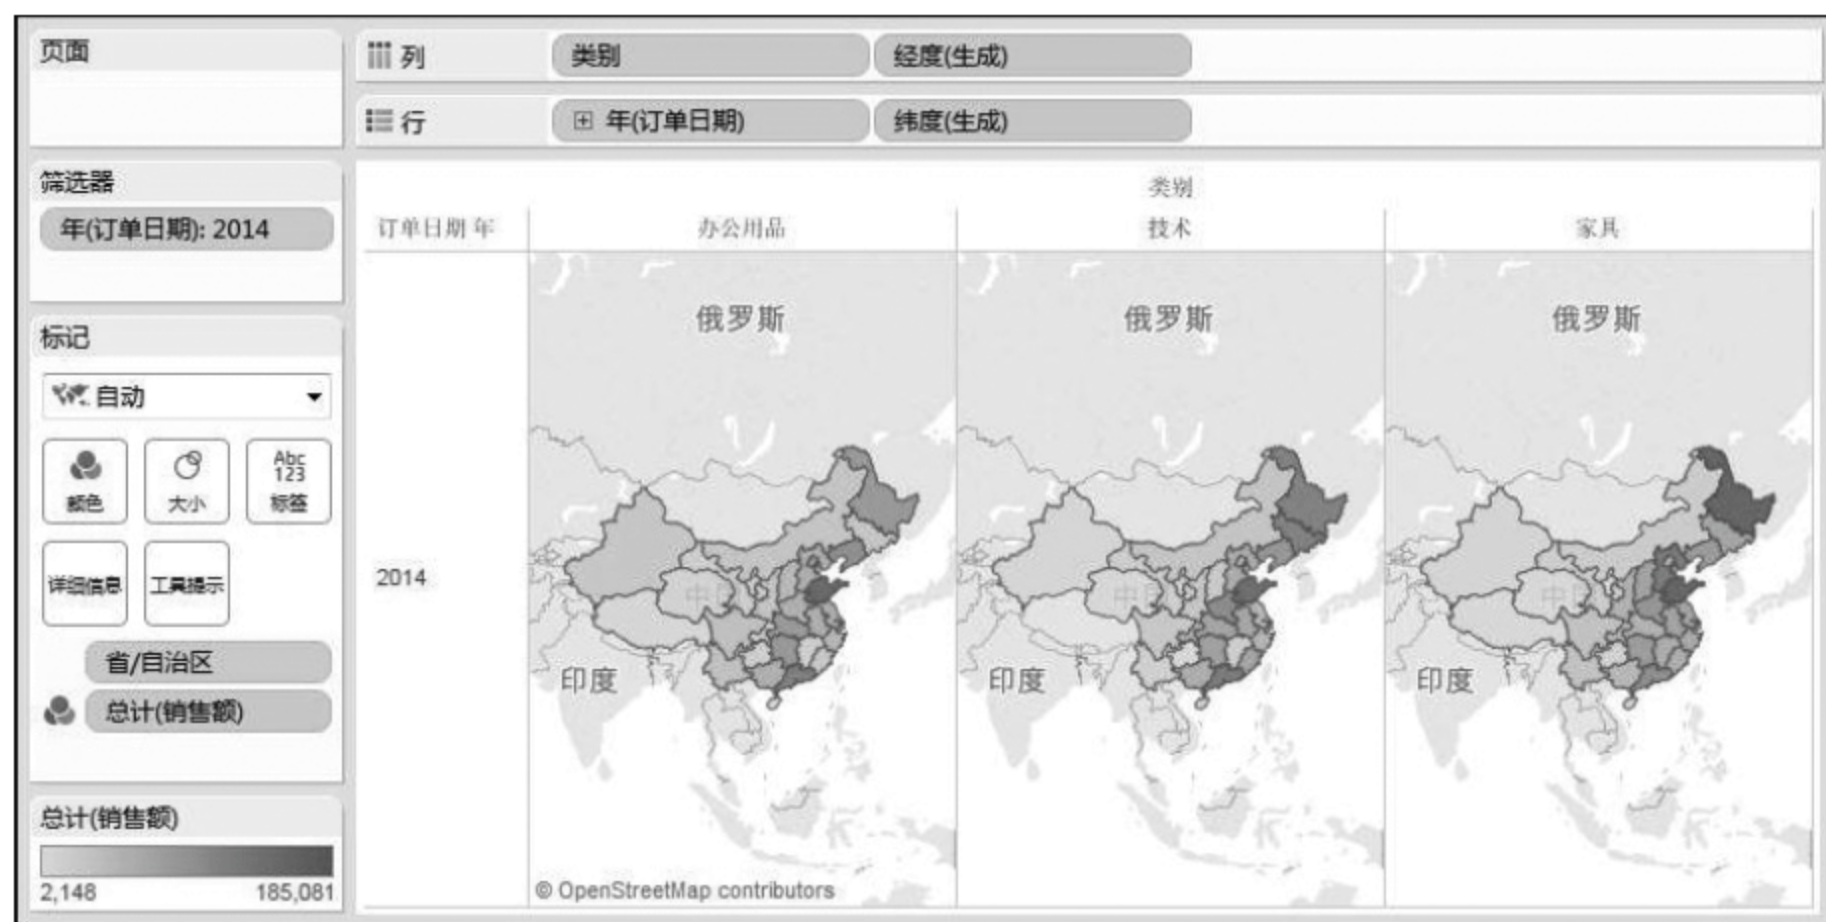 页面
列
类别
经度(生成)
行
年(订单日期)
纬度(生成)
筛选器
年(订单日期): 2014
标记
自动
颜色
大小
Abc
123
标签
详细信息
工具提示
省/自治区
总计(销售额)
总计(销售额)
2,148
185,081
类别
订单日期 年
办公用品
技术
家具
2014
俄罗斯
俄罗斯
俄罗斯
印度
印度
印度
© OpenStreetMap contributors